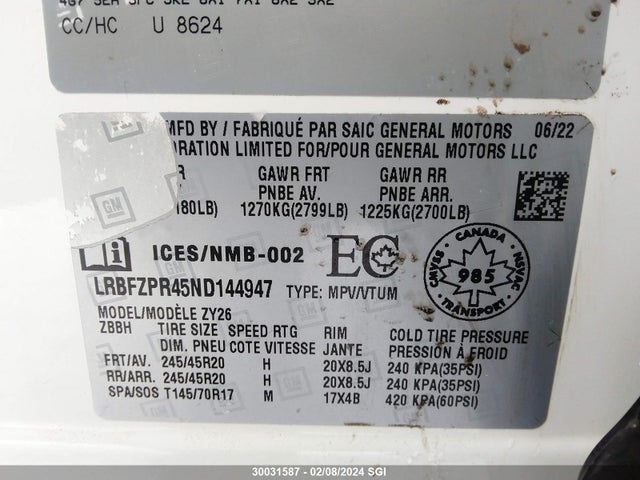 CC/HC U 8624
MFD BY / FABRIQUÉ PAR SAIC GENERAL MOTORS 06/22
LIMITED FOR/POUR GENERAL MOTORS LLC
GAWR FRT GAWR RR
PNBE AV. PNBE ARR.
180LB) 1270KG(2799LB) 1225KG(2700LB)
GM
i ICES/NMB-002 EC
CANADA
CMVSS 985 NSVAC
TRANSPORT
LRBFZPR45ND144947 TYPE: MPV/VTUM
MODEL/MODÈLE ZY26
ZBBH TIRE SIZE SPEED RTG RIM COLD TIRE PRESSURE
DIM. PNEU COTE VITESSE JANTE PRESSION À FROID
FRT/AV. 245/45R20 H 20X8.5J 240 KPA(35PSI)
RR/ARR. 245/45R20 H 20X8.5J 240 KPA(35PSI)
SPA/SOS T145/70R17 M 17X4B 420 KPA(60PSI)
30031587 - 02/08/2024 SGI